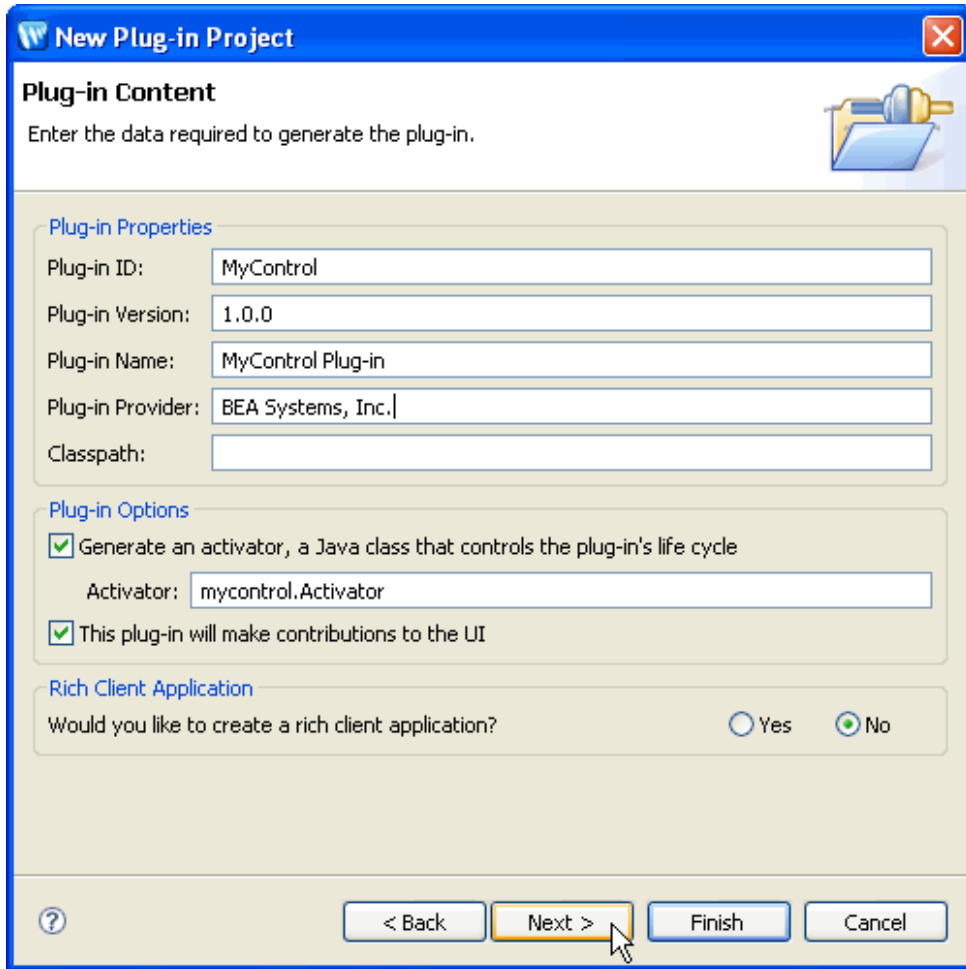 New Plug-in Project
Plug-in Content
Enter the data required to generate the plug-in.
Plug-in Properties
Plug-in ID: MyControl
Plug-in Version: 1.0.0
Plug-in Name: MyControl Plug-in
Plug-in Provider: BEA Systems, Inc.
Classpath:
Plug-in Options
Generate an activator, a Java class that controls the plug-in's life cycle
Activator: mycontrol.Activator
This plug-in will make contributions to the UI
Rich Client Application
Would you like to create a rich client application? Yes No
? < Back Next > Finish Cancel